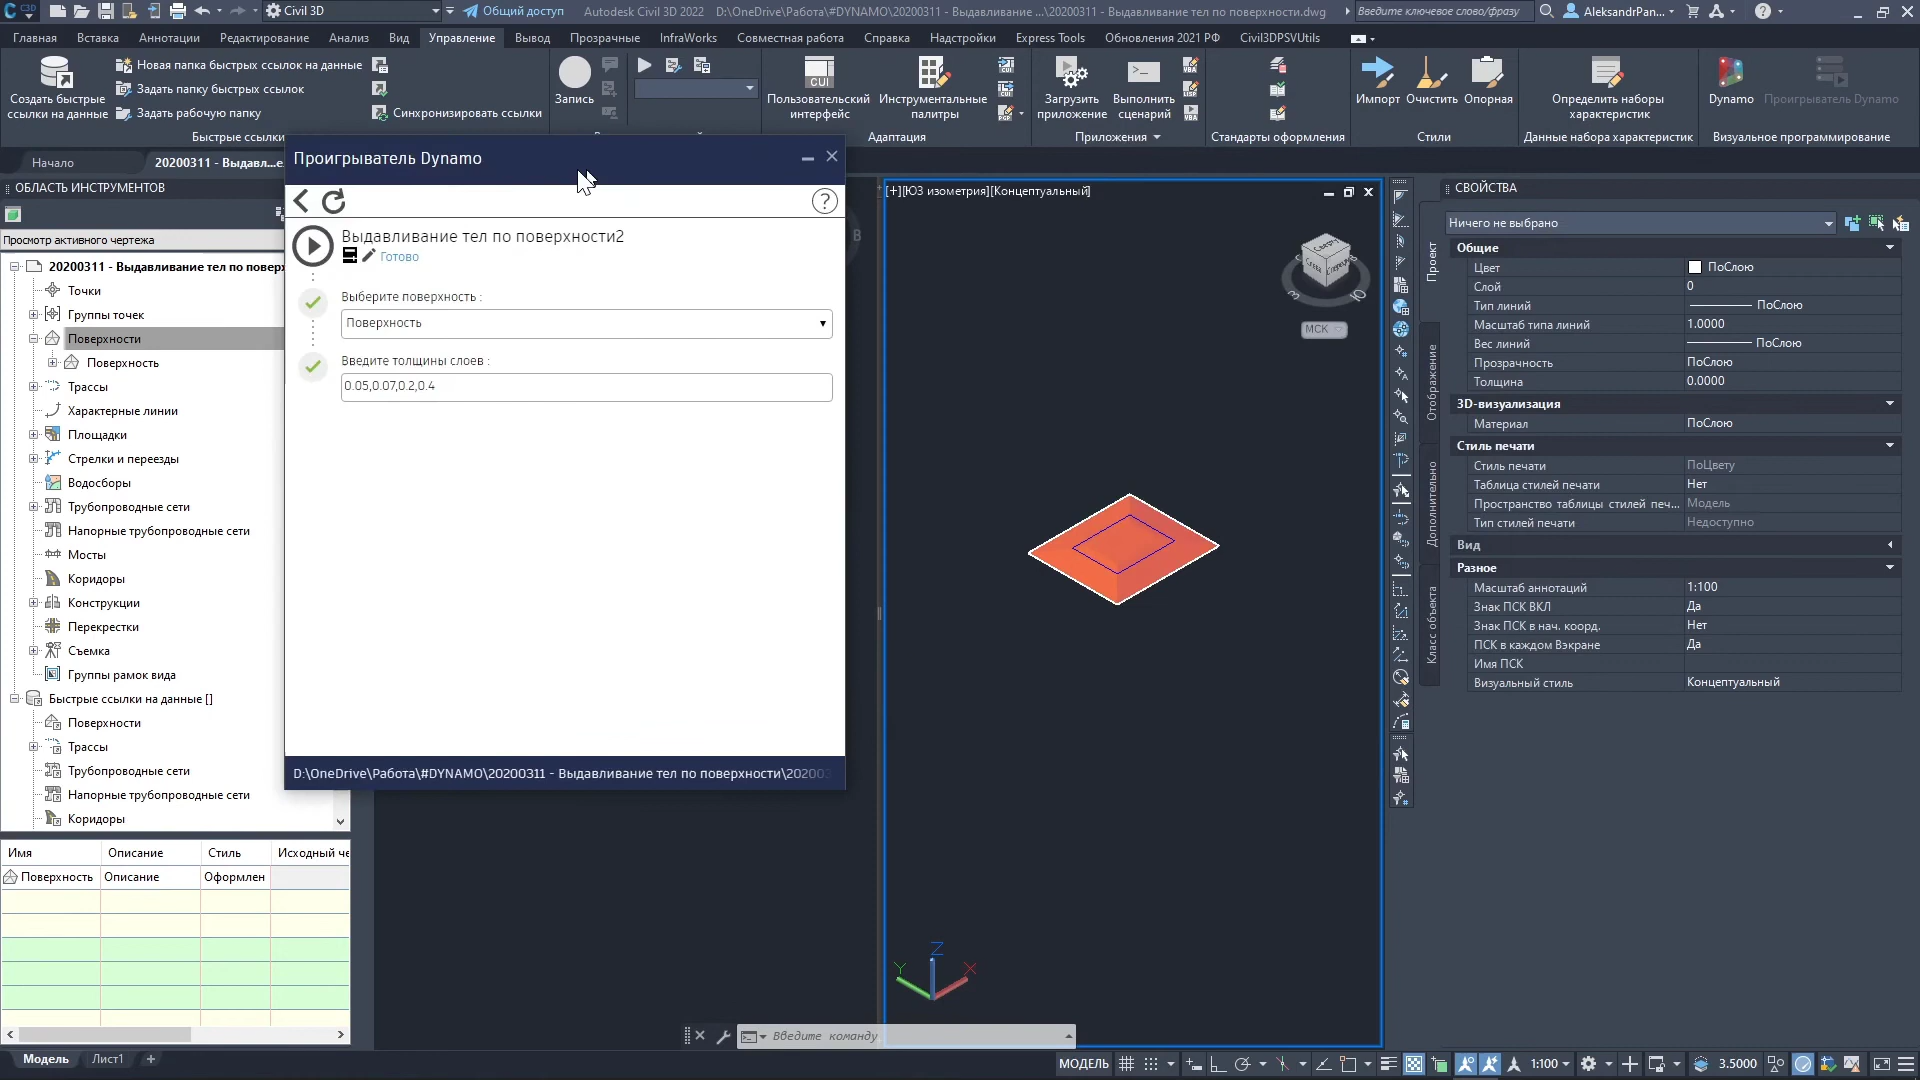 Civil 3D
Общий доступ
Autodesk Civil 3D 2022
D:\OneDrive\Работа\#DYNAMO\20200311 - Выдавливание ...\20200311 - Выдавливание тел по поверхности.dwg
Введите ключевое слово/фразу
AleksandrPan...
Главная
Вставка
Аннотации
Редактирование
Анализ
Вид
Управление
Вывод
Прозрачные
InfraWorks
Совместная работа
Справка
Надстройки
Express Tools
Обновления 2021 РФ
Civil3DPSVUtils
Создать быстрые
ссылки на данные
Новая папка быстрых ссылок на данные
Задать папку быстрых ссылок
Задать рабочую папку
Синхронизировать ссылки
Быстрые ссылки
Запись
CUI
Пользовательский
интерфейс
Инструментальные
палитры
Адаптация
Загрузить
приложение
Выполнить
сценарий
Приложения
Стандарты оформления
Импорт
Очистить
Опорная
Стили
Определить наборы
характеристик
Данные набора характеристик
Dynamo
Проигрыватель Dynamo
Визуальное программирование
Начало
20200311 - Выдавл...е
ОБЛАСТЬ ИНСТРУМЕНТОВ
Просмотр активного чертежа
20200311 - Выдавливание тел по повер
Точки
Группы точек
Поверхности
Поверхность
Трассы
Характерные линии
Площадки
Стрелки и переезды
Водосборы
Трубопроводные сети
Напорные трубопроводные сети
Мосты
Коридоры
Конструкции
Перекрестки
Съемка
Группы рамок вида
Быстрые ссылки на данные []
Поверхности
Трассы
Трубопроводные сети
Напорные трубопроводные сети
Коридоры
Имя
Описание
Стиль
Исходный че
Поверхность
Описание
Оформлен
Проигрыватель Dynamo
Выдавливание тел по поверхности2
Готово
Выберите поверхность :
Поверхность
Введите толщины слоев :
0.05,0.07,0.2,0.4
D:\OneDrive\Работа\#DYNAMO\20200311 - Выдавливание тел по поверхности\20200
[+][ЮЗ изометрия][Концептуальный]
В
З
Ю
МСК
Z
Y
X
Введите команду
СВОЙСТВА
Ничего не выбрано
Проект
Отображение
Дополнительно
Класс объекта
Общие
Цвет
ПоСлою
Слой
0
Тип линий
ПоСлою
Масштаб типа линий
1.0000
Вес линий
ПоСлою
Прозрачность
ПоСлою
Толщина
0.0000
3D-визуализация
Материал
ПоСлою
Стиль печати
Стиль печати
ПоЦвету
Таблица стилей печати
Нет
Пространство таблицы стилей печ...
Модель
Тип стилей печати
Недоступно
Вид
Разное
Масштаб аннотаций
1:100
Знак ПСК ВКЛ
Да
Знак ПСК в нач. коорд.
Нет
ПСК в каждом Вэкране
Да
Имя ПСК
Визуальный стиль
Концептуальный
Модель
Лист1
МОДЕЛЬ
1:100
3.5000